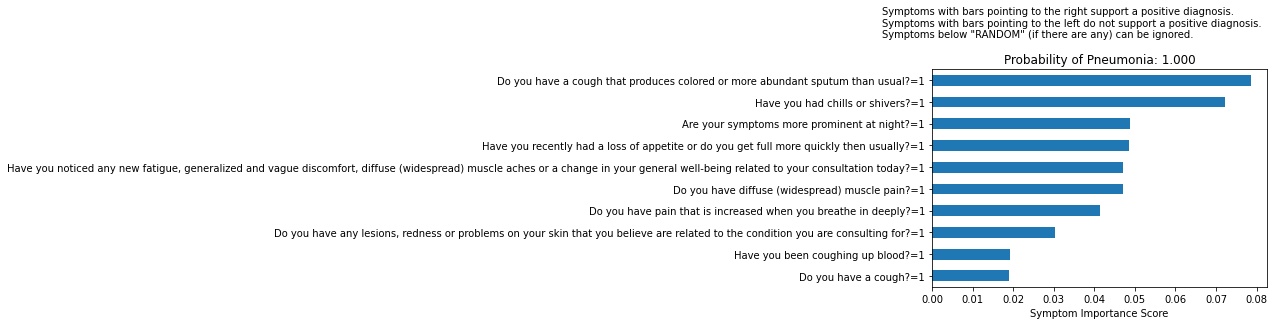 Symptoms with bars pointing to the right support a positive diagnosis.
Symptoms with bars pointing to the left do not support a positive diagnosis.
Symptoms below "RANDOM" (if there are any) can be ignored.
Probability of Pneumonia: 1.000
Do you have a cough that produces colored or more abundant sputum than usual?=1
Have you had chills or shivers?=1
Are your symptoms more prominent at night?=1
Have you recently had a loss of appetite or do you get full more quickly then usually?=1
Have you noticed any new fatigue, generalized and vague discomfort, diffuse (widespread) muscle aches or a change in your general well-being related to your consultation today?=1
Do you have diffuse (widespread) muscle pain?=1
Do you have pain that is increased when you breathe in deeply?=1
Do you have any lesions, redness or problems on your skin that you believe are related to the condition you are consulting for?=1
Have you been coughing up blood?=1
Do you have a cough?=1
0.00 0.01 0.02 0.03 0.04 0.05 0.06 0.07 0.08
Symptom Importance Score